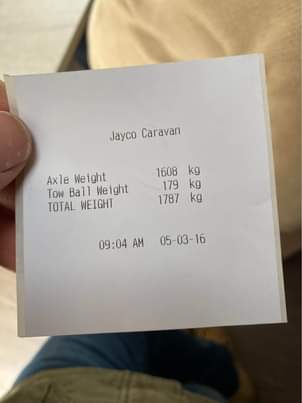 Jayco Caravan
Axle Weight 1608 kg
Tow Ball Weight 179 kg
TOTAL WEIGHT 1787 kg
09:04 AM 05-03-16